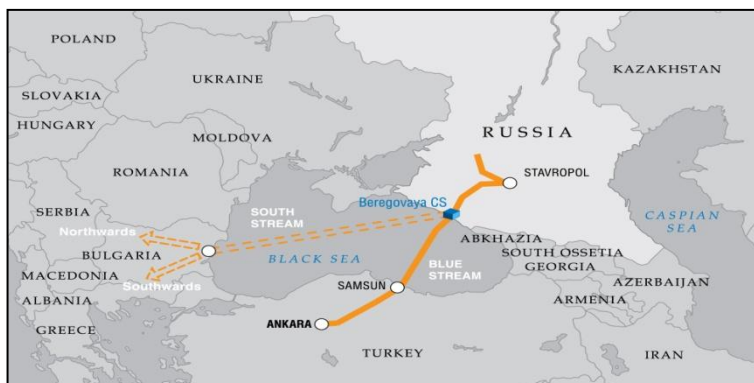 POLAND
KAZAKHSTAN
UKRAINE
SLOVAKIA
HUNGARY
RUSSIA
MOLDOVA
ROMANIA
STAVROPOL
Beregovaya CS
SERBIA
SOUTH
STREAM
CASPIAN
SEA
Northwards
ABKHAZIA
BULGARIA
BLACK SEA
SOUTH OSSETIA
BLUE
STREAM
GEORGIA
MACEDONIA
Southwards
SAMSUN
AZERBAIJAN
ALBANIA
ARMENIA
ANKARA
GREECE
TURKEY
IRAN